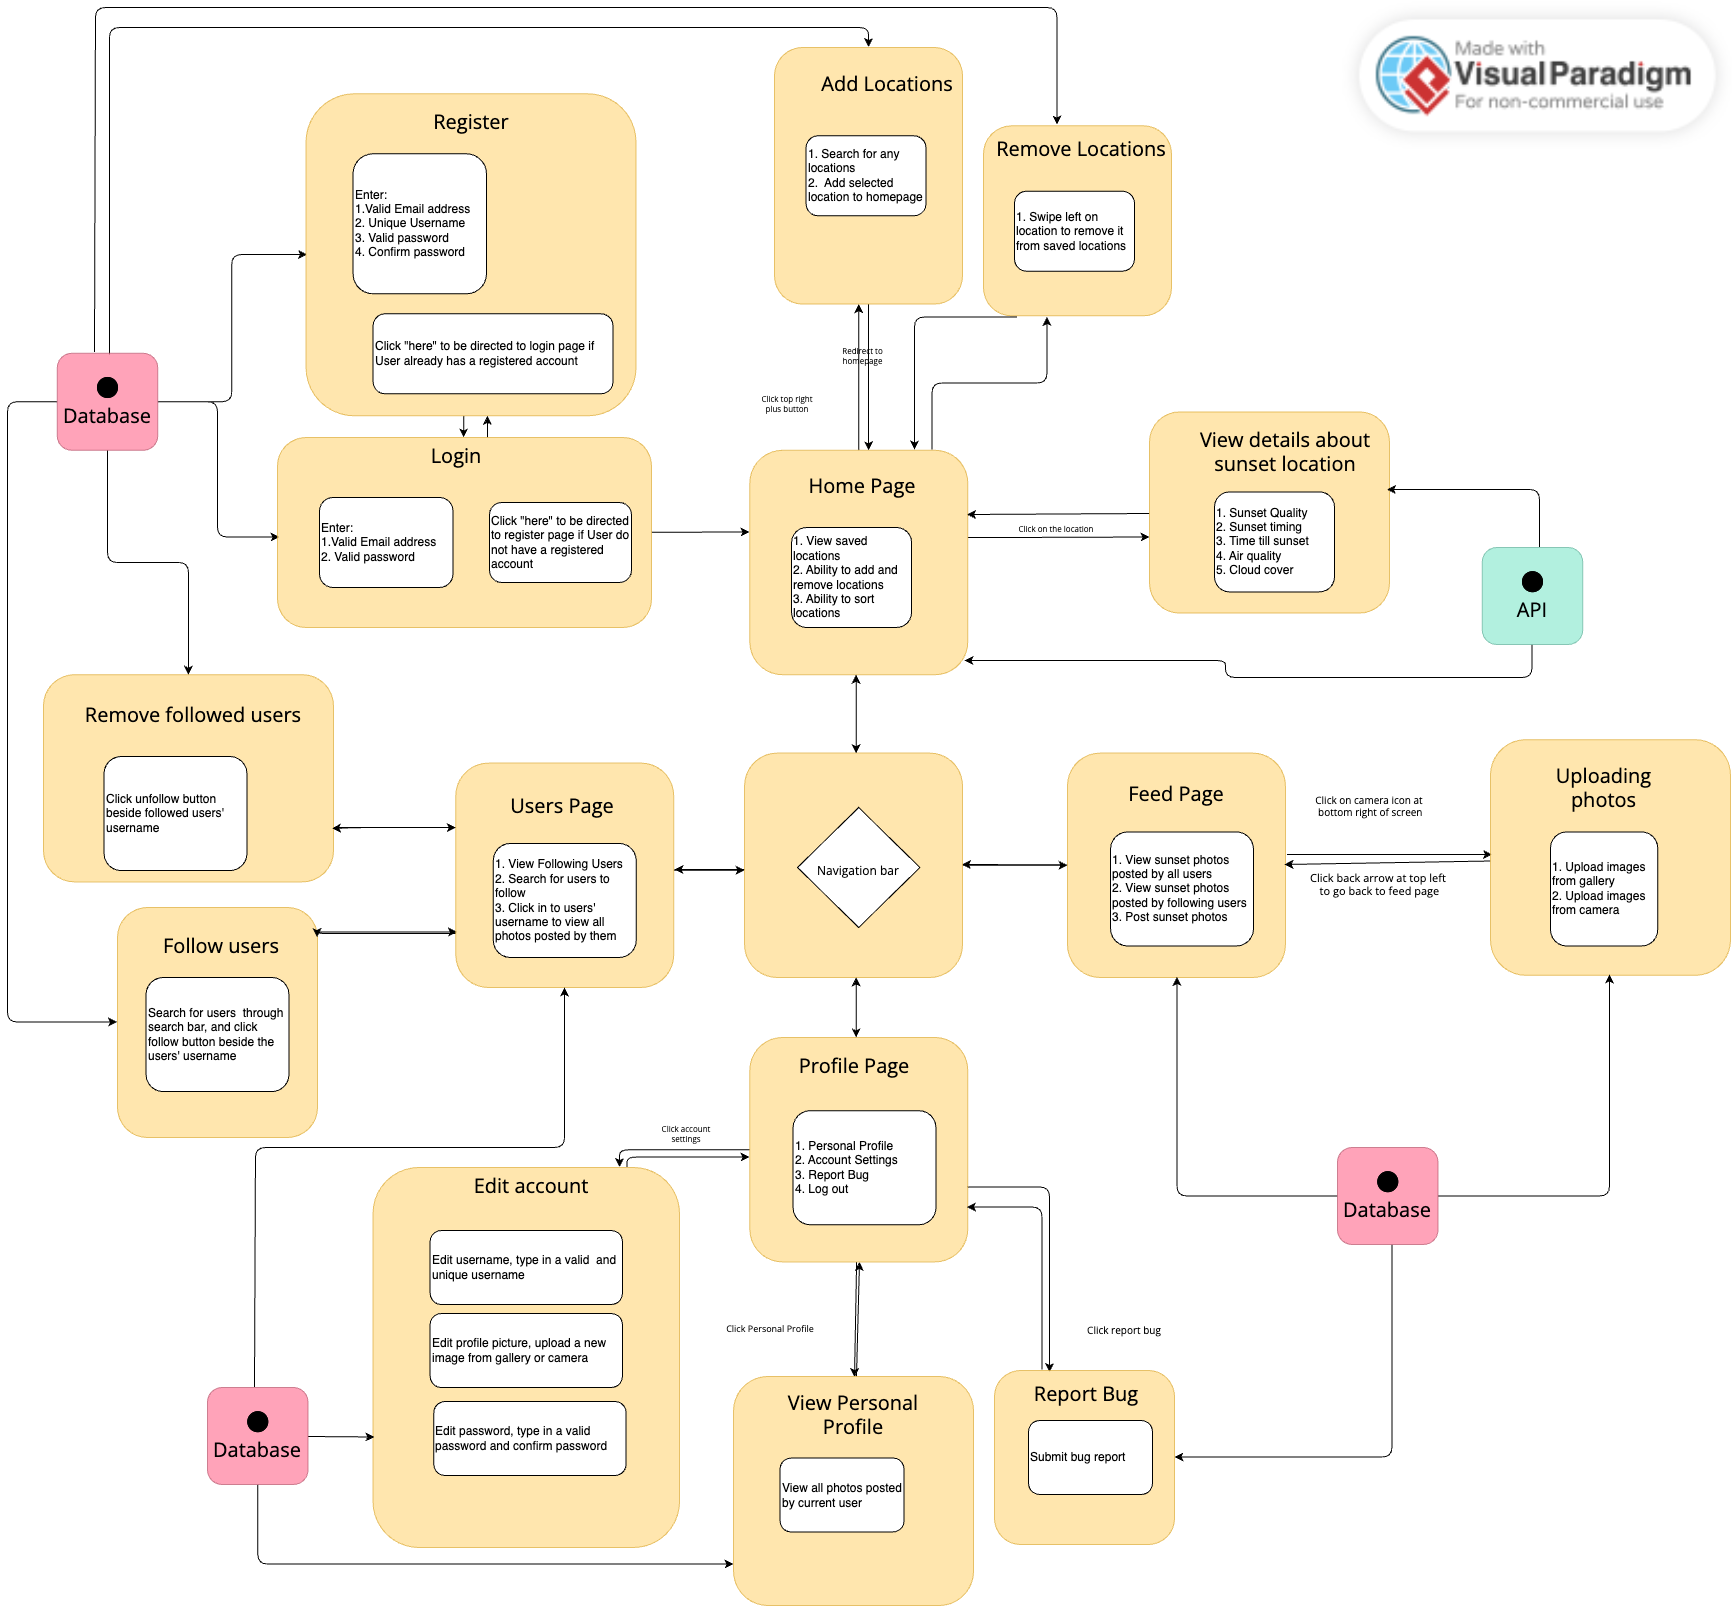 Made with
Visual Paradigm
For non-commercial use
Add Locations
1. Search for any
locations
2.  Add selected
location to homepage
Remove Locations
1. Swipe left on
location to remove it
from saved locations
Register
Enter:
1.Valid Email address
2. Unique Username
3. Valid password
4. Confirm password
Click "here" to be directed to login page if
User already has a registered account
Database
Login
Enter:
1.Valid Email address
2. Valid password
Click "here" to be directed
to register page if User do
not have a registered
account
Redirect to
homepage
Click top right
plus button
Home Page
1. View saved
locations
2. Ability to add and
remove locations
3. Ability to sort
locations
Click on the location
View details about
sunset location
1. Sunset Quality
2. Sunset timing
3. Time till sunset
4. Air quality
5. Cloud cover
API
Remove followed users
Click unfollow button
beside followed users'
username
Users Page
1. View Following Users
2. Search for users to
follow
3. Click in to users'
username to view all
photos posted by them
Navigation bar
Feed Page
1. View sunset photos
posted by all users
2. View sunset photos
posted by following users
3. Post sunset photos
Click on camera icon at
bottom right of screen
Click back arrow at top left
to go back to feed page
Uploading
photos
1. Upload images
from gallery
2. Upload images
from camera
Follow users
Search for users  through
search bar, and click
follow button beside the
users' username
Profile Page
1. Personal Profile
2. Account Settings
3. Report Bug
4. Log out
Click account
settings
Edit account
Edit username, type in a valid  and
unique username
Edit profile picture, upload a new
image from gallery or camera
Edit password, type in a valid
password and confirm password
Database
Click Personal Profile
View Personal
Profile
View all photos posted
by current user
Click report bug
Report Bug
Submit bug report
Database